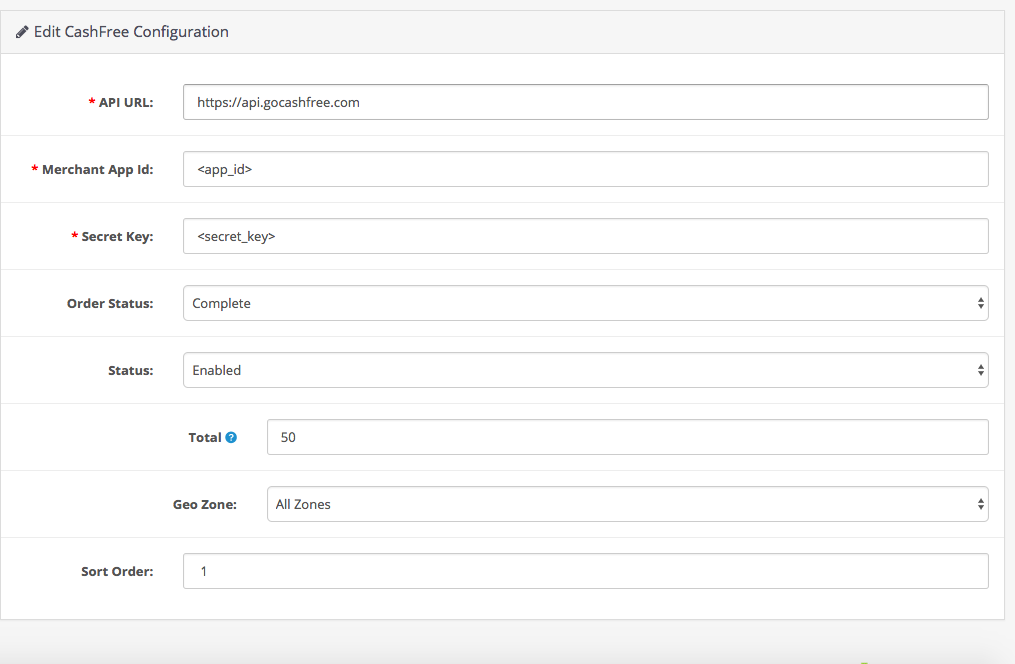 Edit CashFree Configuration
* API URL: https://api.gocashfree.com
* Merchant App Id: <app_id>
* Secret Key: <secret_key>
Order Status: Complete
Status: Enabled
Total ? 50
Geo Zone: All Zones
Sort Order: 1